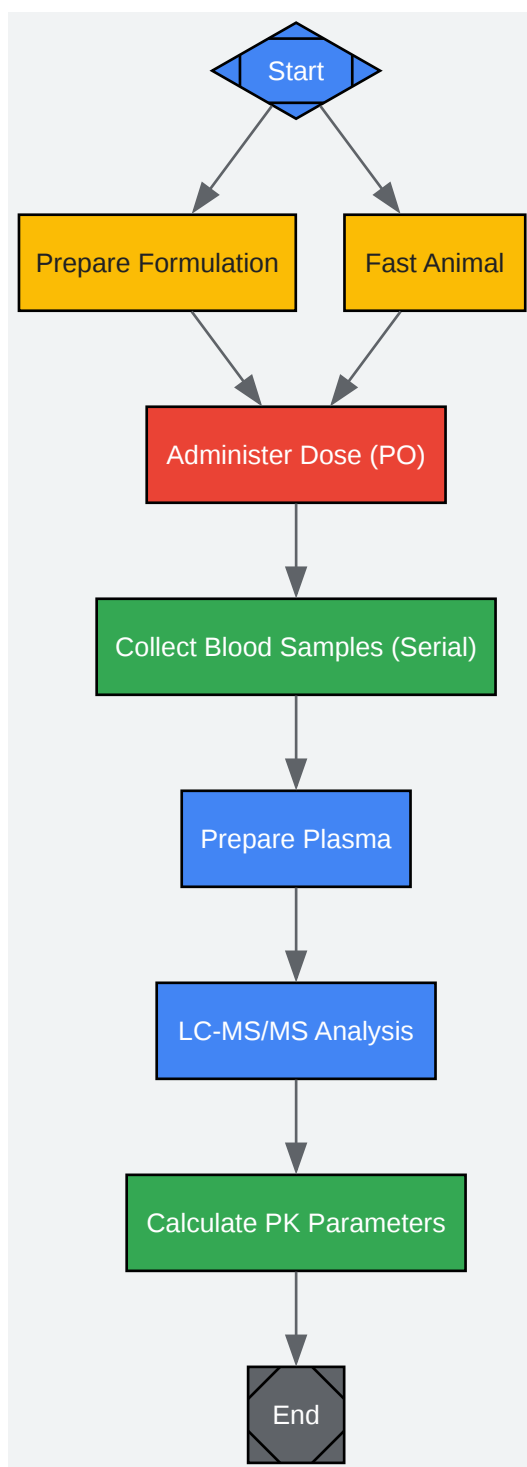 Start
Prepare Formulation
Fast Animal
Administer Dose (PO)
Collect Blood Samples (Serial)
Prepare Plasma
LC-MS/MS Analysis
Calculate PK Parameters
End